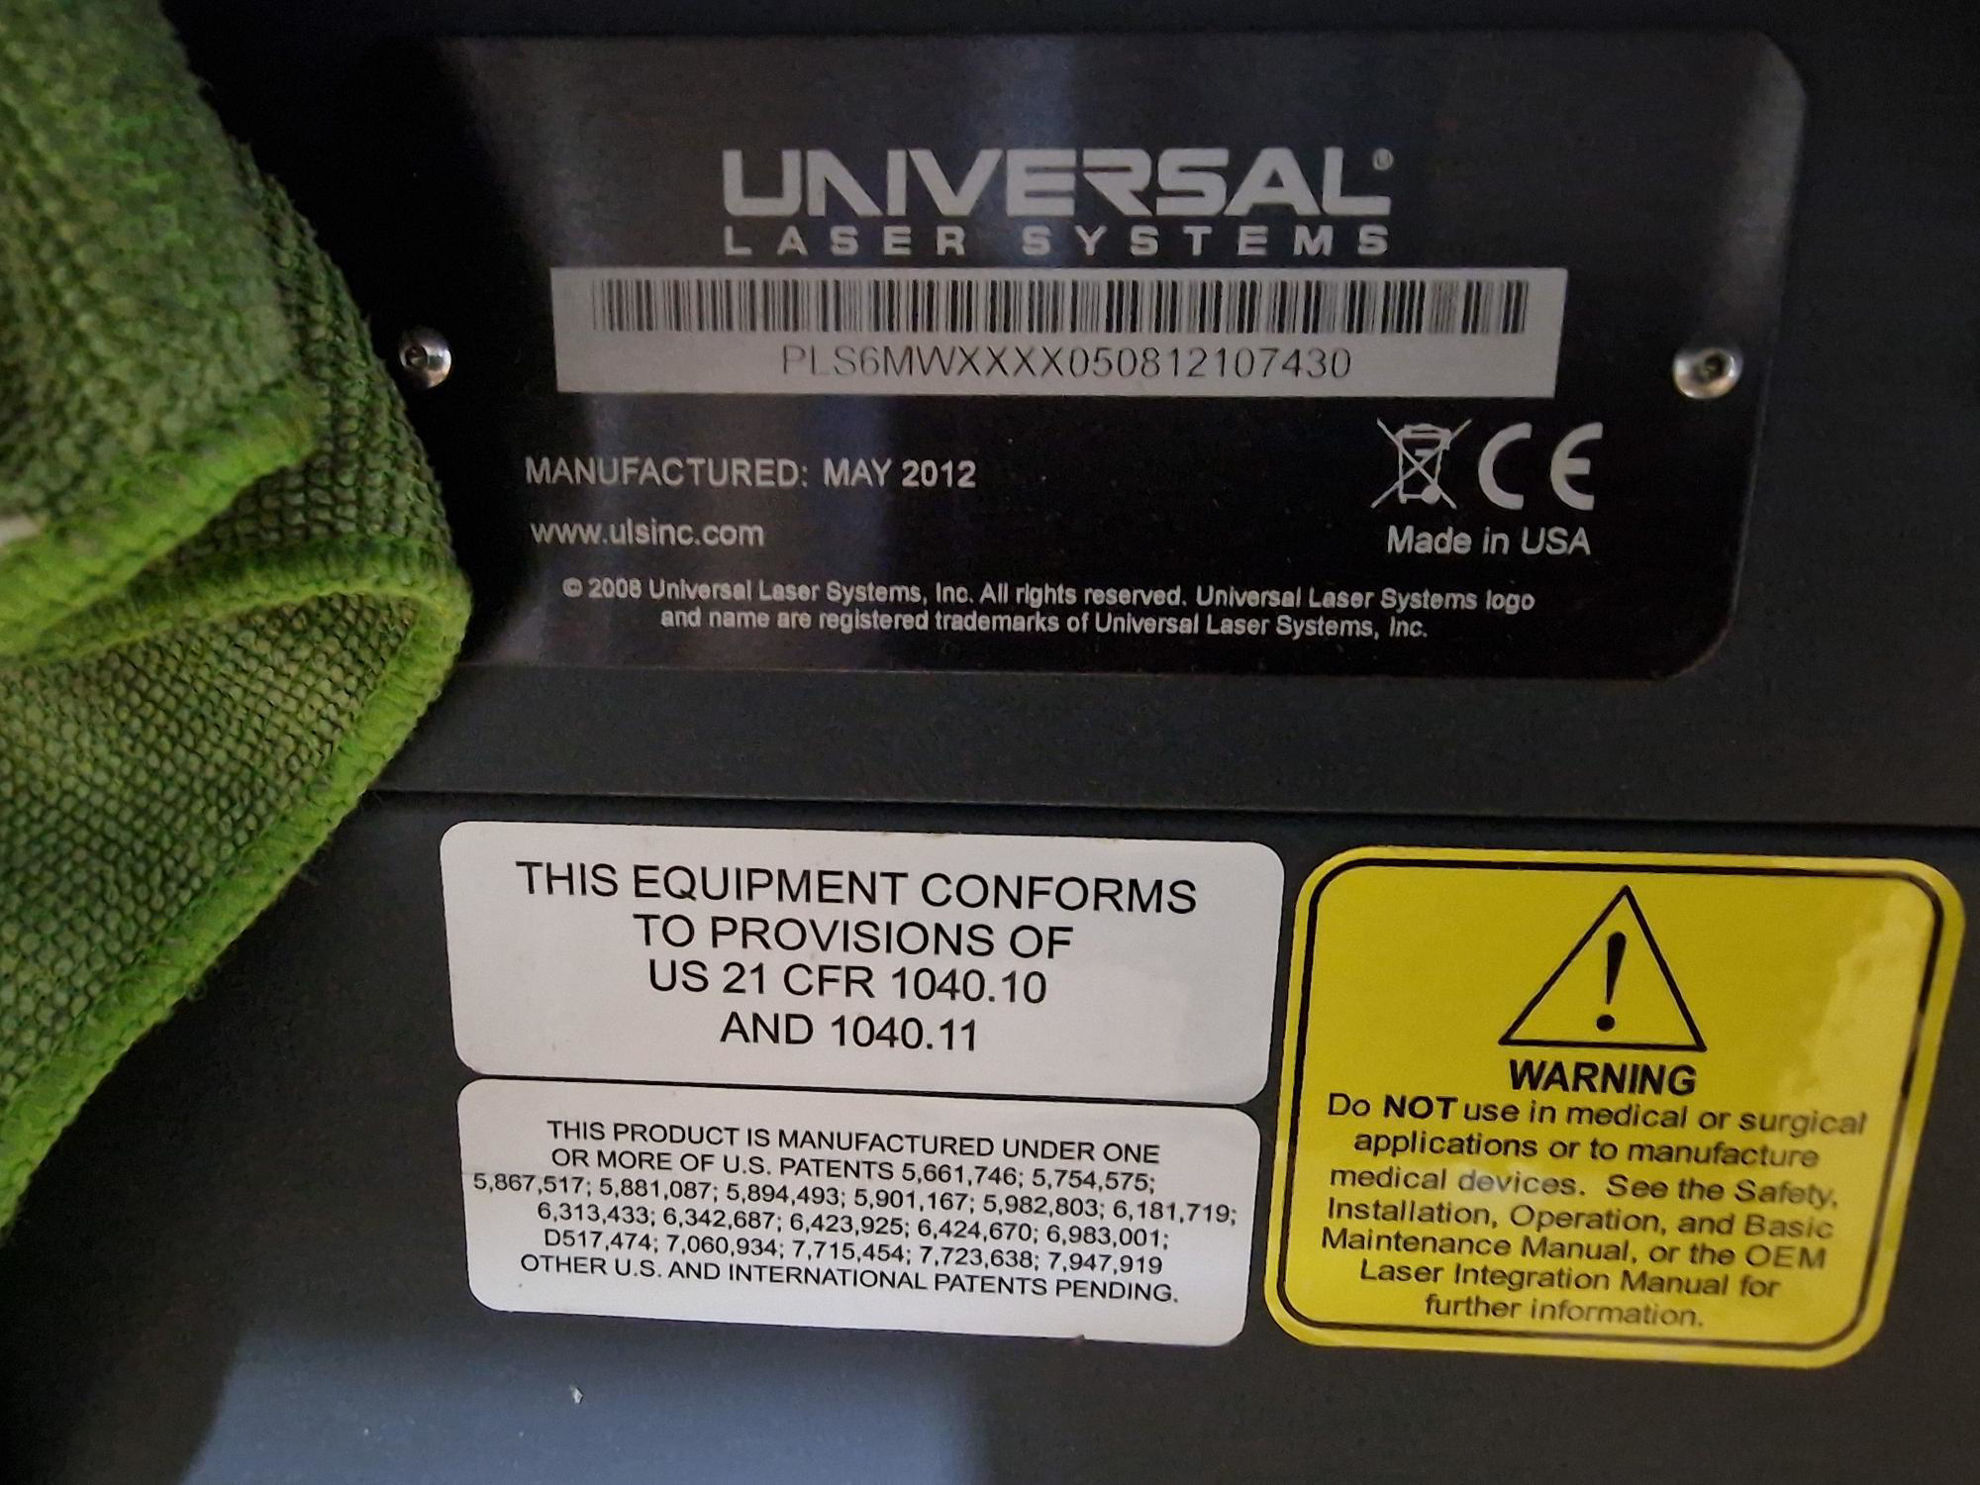 UNIVERSAL®
LASER SYSTEMS
PLS6MWXXXX050812107430
MANUFACTURED: MAY 2012
CE
www.ulsinc.com
Made in USA
© 2008 Universal Laser Systems, Inc. All rights reserved. Universal Laser Systems logo
and name are registered trademarks of Universal Laser Systems, Inc.
THIS EQUIPMENT CONFORMS
TO PROVISIONS OF
US 21 CFR 1040.10
AND 1040.11
THIS PRODUCT IS MANUFACTURED UNDER ONE
OR MORE OF U.S. PATENTS 5,661,746; 5,754,575;
5,867,517; 5,881,087; 5,894,493; 5,901,167; 5,982,803; 6,181,719;
6,313,433; 6,342,687; 6,423,925; 6,424,670; 6,983,001;
D517,474; 7,060,934; 7,715,454; 7,723,638; 7,947,919
OTHER U.S. AND INTERNATIONAL PATENTS PENDING.
WARNING
Do NOT use in medical or surgical
applications or to manufacture
medical devices. See the Safety,
Installation, Operation, and Basic
Maintenance Manual, or the OEM
Laser Integration Manual for
further information.